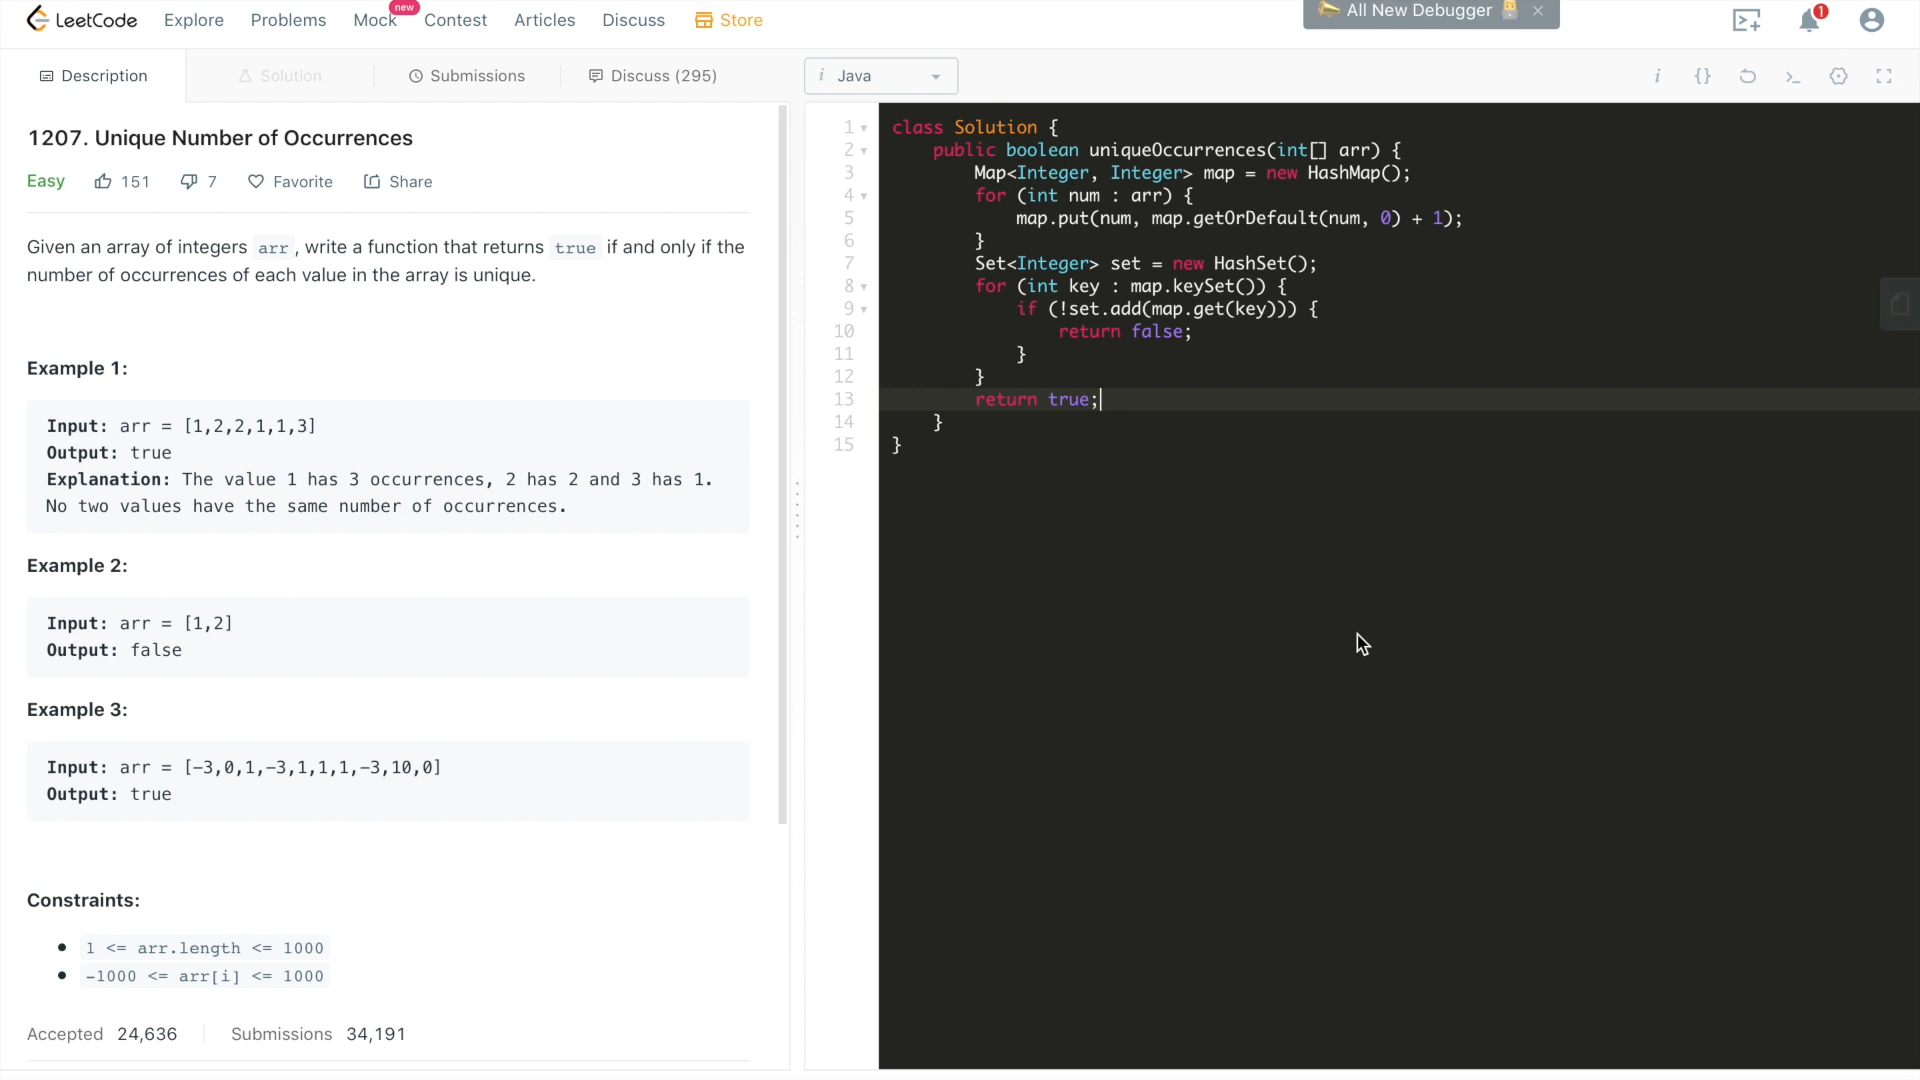 LeetCode Explore Problems Mock new Contest Articles Discuss Store All New Debugger 1
Description Solution Submissions Discuss (295)
1207. Unique Number of Occurrences
Easy 151 7 Favorite Share
Given an array of integers arr, write a function that returns true if and only if the
number of occurrences of each value in the array is unique.
Example 1:
Input: arr = [1,2,2,1,1,3]
Output: true
Explanation: The value 1 has 3 occurrences, 2 has 2 and 3 has 1.
No two values have the same number of occurrences.
Example 2:
Input: arr = [1,2]
Output: false
Example 3:
Input: arr = [-3,0,1,-3,1,1,1,-3,10,0]
Output: true
Constraints:
1 <= arr.length <= 1000
-1000 <= arr[i] <= 1000
Accepted 24,636 Submissions 34,191
i Java i {}
1 class Solution {
2 public boolean uniqueOccurrences(int[] arr) {
3 Map<Integer, Integer> map = new HashMap();
4 for (int num : arr) {
5 map.put(num, map.getOrDefault(num, 0) + 1);
6 }
7 Set<Integer> set = new HashSet();
8 for (int key : map.keySet()) {
9 if (!set.add(map.get(key))) {
10 return false;
11 }
12 }
13 return true;
14 }
15 }